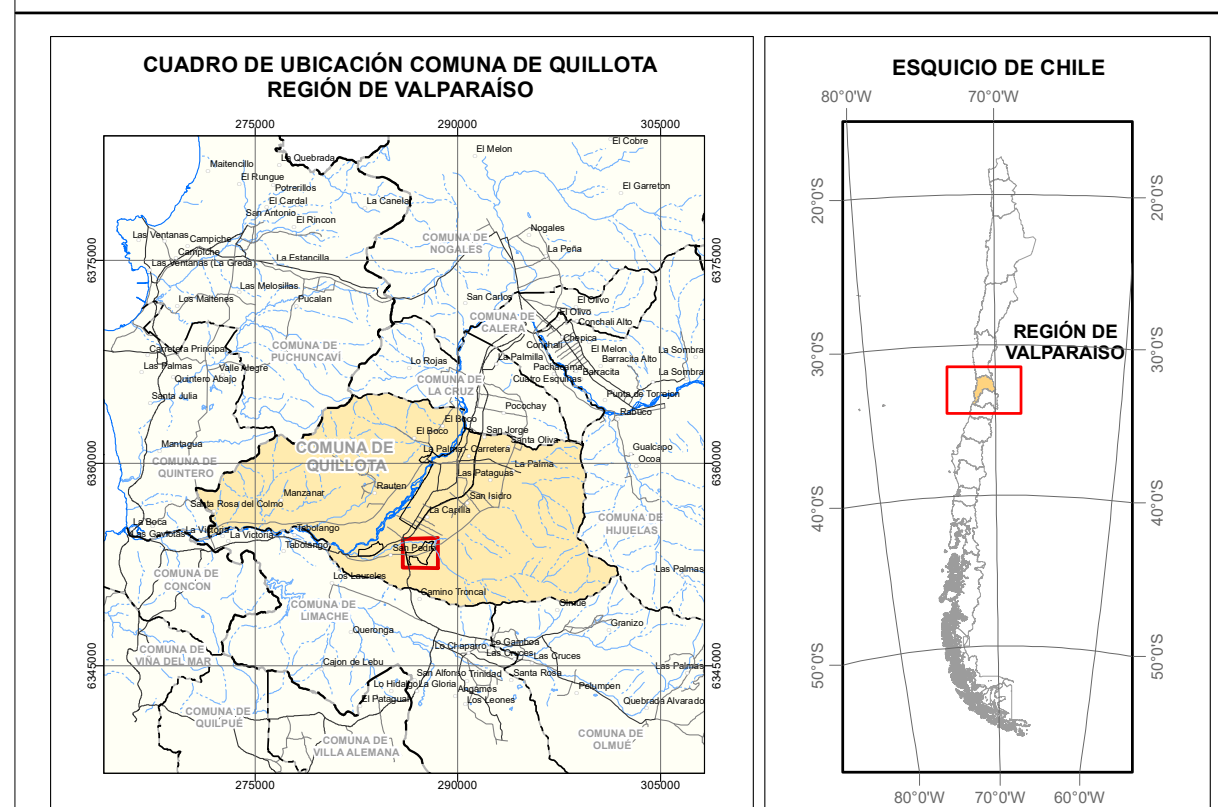 CUADRO DE UBICACIÓN COMUNA DE QUILLOTA
REGIÓN DE VALPARAÍSO
275000
290000
305000
El Melon
El Cobre
La Quebrada
Maitencillo
El Rungue
Potrerillos
El Garreton
El Cardal
La Canela
San Antonio
El Rincon
Nogales
Las Ventanas
Campiche
COMUNA DE
NOGALES
La Peña
Campiche
La Estancilla
Las Ventanas (La Greda)
6375000
6375000
Las Melosillas
Los Maitenes
Pucalan
San Carlos
El Olivo
El Olivo
COMUNA DE
CALERA
Conchali Alto
Chepica
Conchali
COMUNA DE
PUCHUNCAVÍ
Carretera Principal
El Melon
La Sombra
Lo Rojas
La Palmilla
Barracita Alto
Las Palmas
Valle Alegre
Pachacama
La Sombra
Quintero Abajo
COMUNA DE
LA CRUZ
Cuatro Esquinas
Barracita
Santa Julia
Punta de Torrejon
Pocochay
Rabuco
El Boco
El Boco
San Jorge
Santa Oliva
Mantagua
COMUNA DE
QUILLOTA
La Palma - Carretera
Gualcapo
Ocoa
COMUNA DE
QUINTERO
La Palma
6360000
6360000
Las Pataguas
Rauten
Manzanar
San Isidro
Santa Rosa del Colmo
La Capilla
COMUNA DE
HIJUELAS
La Boca
La Victoria
Tabolango
Las Gaviotas
La Victoria
Tabolango
San Pedro
COMUNA DE
CONCON
Los Laureles
Las Palmas
Camino Troncal
COMUNA DE
LIMACHE
Olmue
Granizo
Queronga
Lo Gamboa
COMUNA DE
VIÑA DEL MAR
Lo Chaparro
Las Cruces
Las Cruces
Cajon de Lebu
Las Palmas
6345000
6345000
San Alfonso
Trinidad
Santa Rosa
Lo Hidalgo
La Gloria
Angamos
Pelumpen
El Patagual
Los Leones
Quebrada Alvarado
COMUNA DE
QUILPUÉ
COMUNA DE
VILLA ALEMANA
COMUNA DE
OLMUÉ
275000
290000
305000
ESQUICIO DE CHILE
80°0'W
70°0'W
20°0'S
20°0'S
REGIÓN DE
VALPARAISO
30°0'S
30°0'S
40°0'S
40°0'S
50°0'S
50°0'S
80°0'W
70°0'W
60°0'W